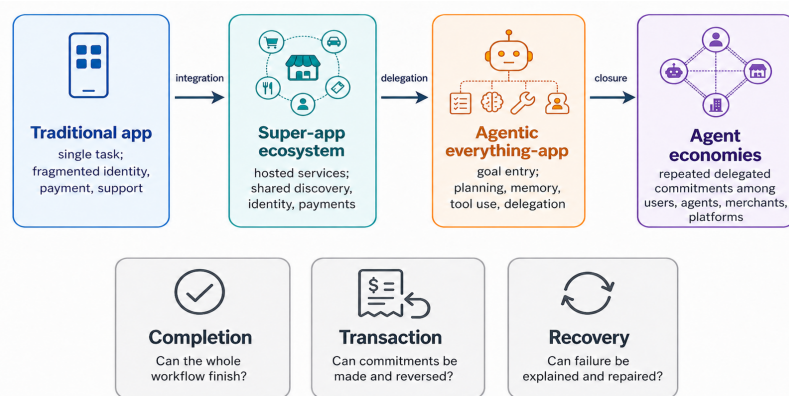 Traditional app
single task;
fragmented identity,
payment, support
integration
Super-app
ecosystem
hosted services;
shared discovery,
identity, payments
delegation
Agentic
everything-app
goal entry;
planning, memory,
tool use, delegation
closure
Agent
economies
repeated delegated
commitments among
users, agents, merchants,
platforms
$
Completion
Can the whole
workflow finish?
Transaction
Can commitments be
made and reversed?
Recovery
Can failure be
explained and repaired?